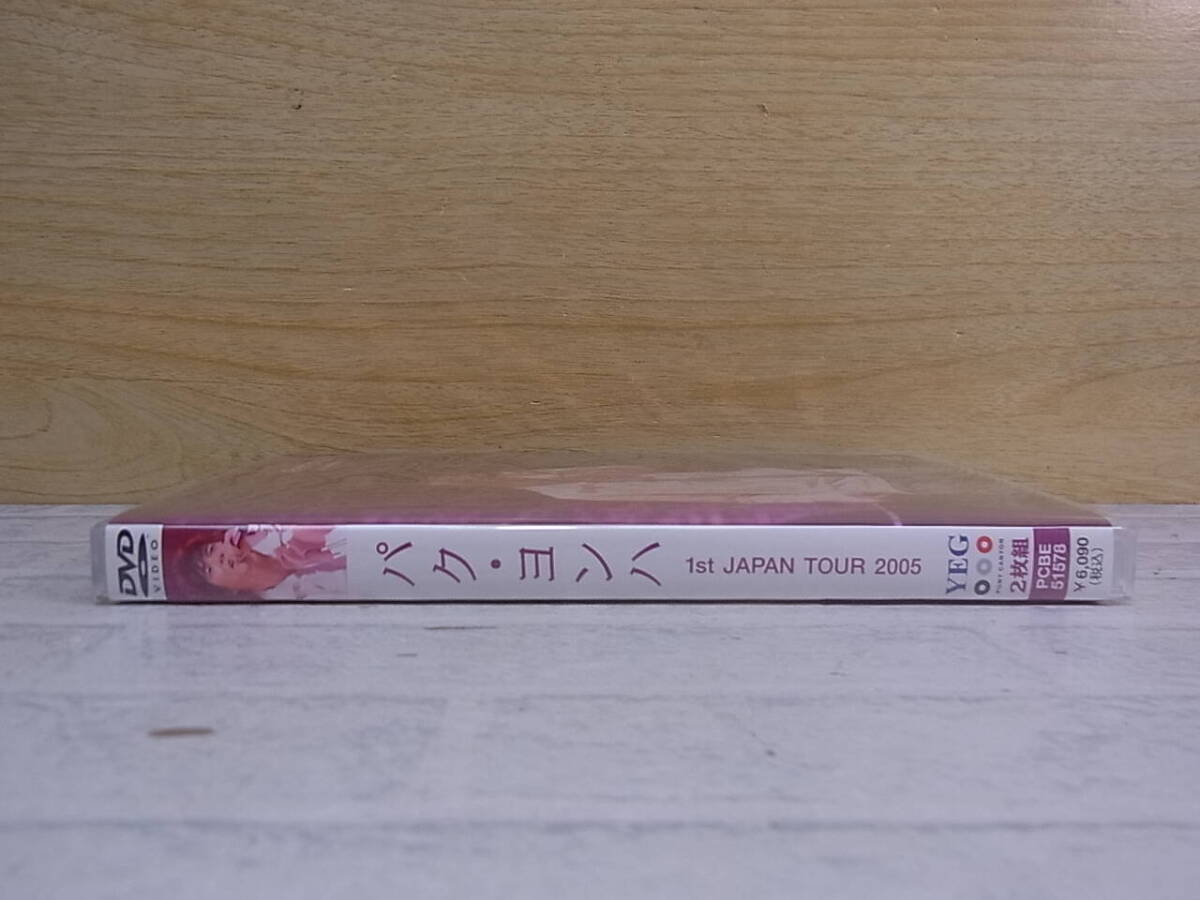 DVD
VIDEO
パク・ヨンハ
1st JAPAN TOUR 2005
YEG
PONY CANYON
2枚組
PCBE
51578
¥6,090
(税込)